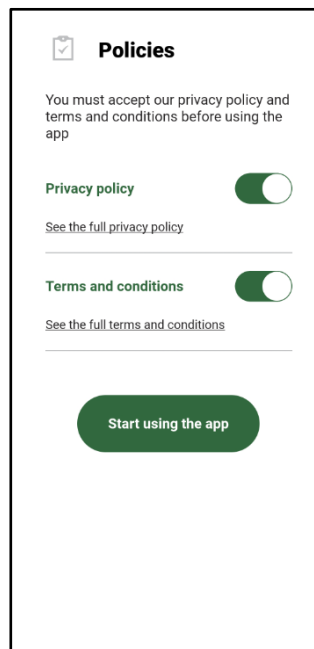 Policies
You must accept our privacy policy and
terms and conditions before using the
app
Privacy policy
See the full privacy policy
Terms and conditions
See the full terms and conditions
Start using the app